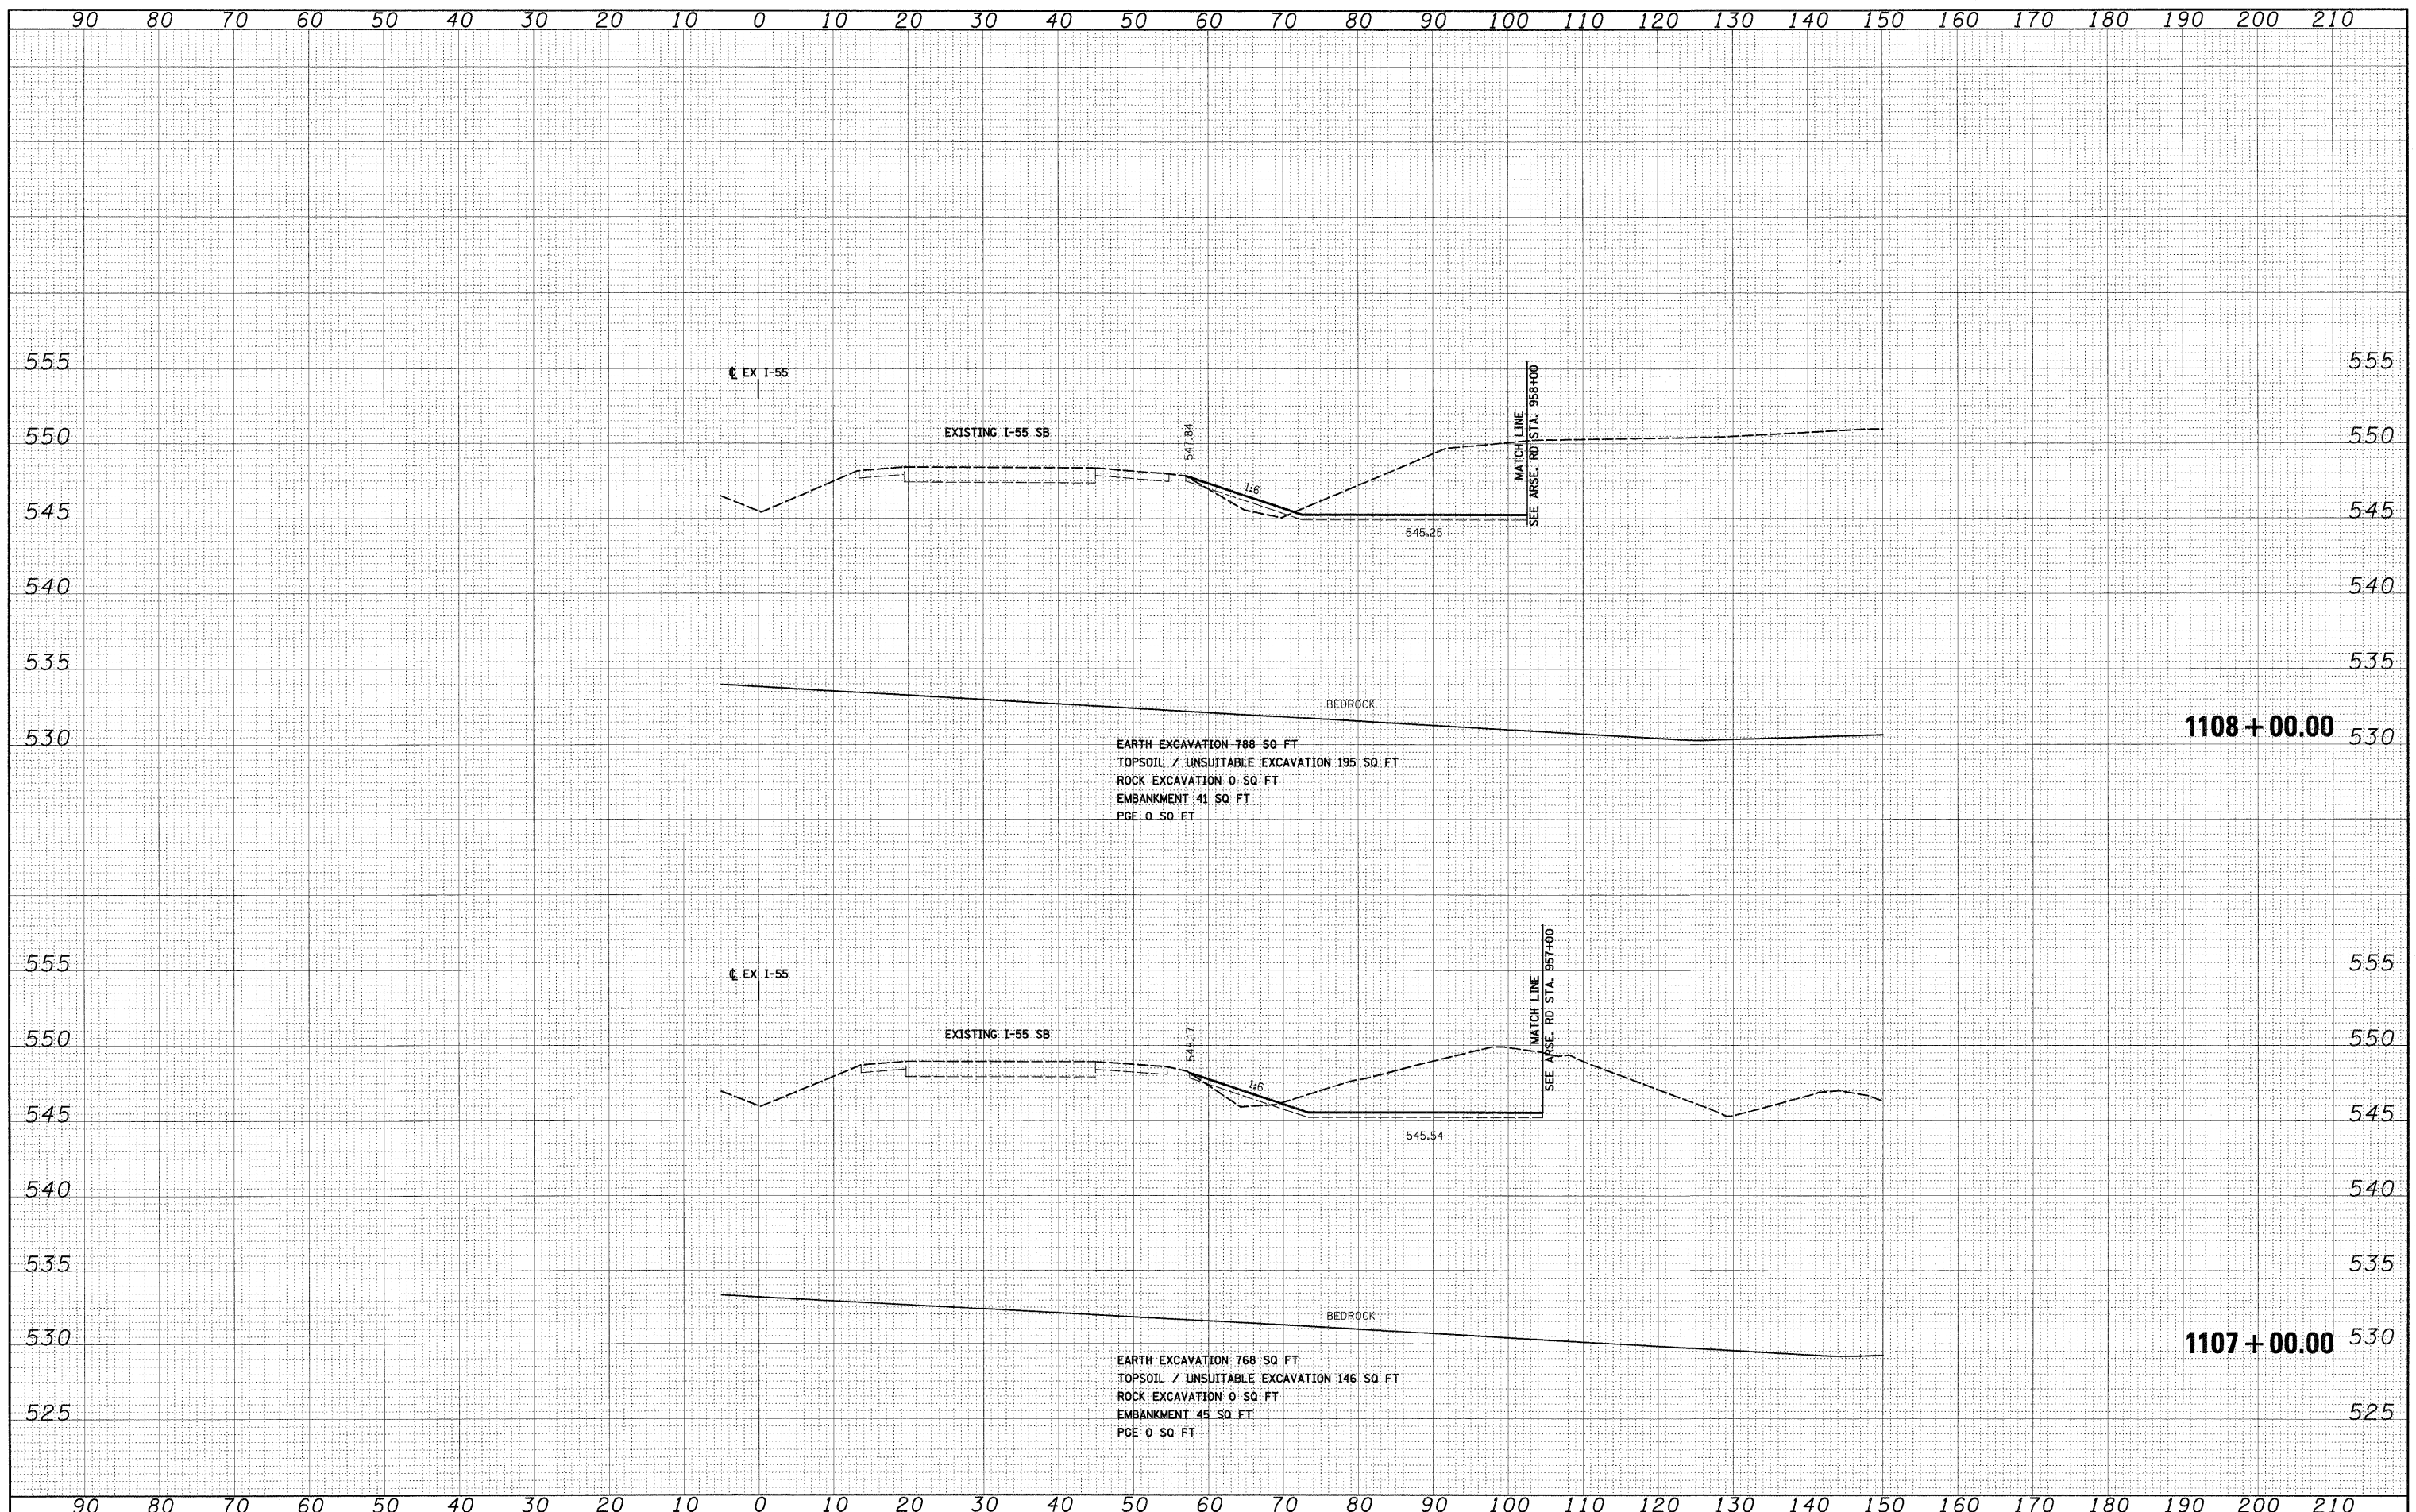 90 80 70 60 50 40 30 20 10 0 10 20 30 40 50 60 70 80 90 100 110 120 130 140 150 160 170 180 190 200 210
555 555
℄ EX I-55
MATCH LINE
SEE ARSE. RD STA. 958+00
550 EXISTING I-55 SB 547.84 550
1:6
545 545
545.25
540 540
535 535
BEDROCK
530 1108+00.00 530
EARTH EXCAVATION 788 SQ FT
TOPSOIL / UNSUITABLE EXCAVATION 195 SQ FT
ROCK EXCAVATION 0 SQ FT
EMBANKMENT 41 SQ FT
PGE 0 SQ FT
555 555
℄ EX I-55
MATCH LINE
SEE ARSE. RD STA. 957+00
EXISTING I-55 SB 548.17
550 550
1:6
545 545
545.54
540 540
535 535
BEDROCK
530 1107+00.00 530
EARTH EXCAVATION 768 SQ FT
TOPSOIL / UNSUITABLE EXCAVATION 146 SQ FT
ROCK EXCAVATION 0 SQ FT
525 EMBANKMENT 45 SQ FT 525
PGE 0 SQ FT
90 80 70 60 50 40 30 20 10 0 10 20 30 40 50 60 70 80 90 100 110 120 130 140 150 160 170 180 190 200 210